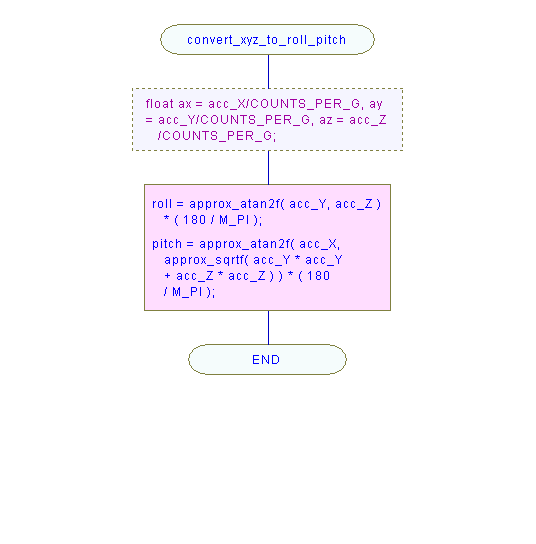 convert_xyz_to_roll_pitch
float ax = acc_X/COUNTS_PER_G, ay
= acc_Y/COUNTS_PER_G, az = acc_Z
/COUNTS_PER_G;
roll = approx_atan2f( acc_Y, acc_Z )
* ( 180 / M_PI );
pitch = approx_atan2f( acc_X,
approx_sqrtf( acc_Y * acc_Y
+ acc_Z * acc_Z ) ) * ( 180
/ M_PI );
END